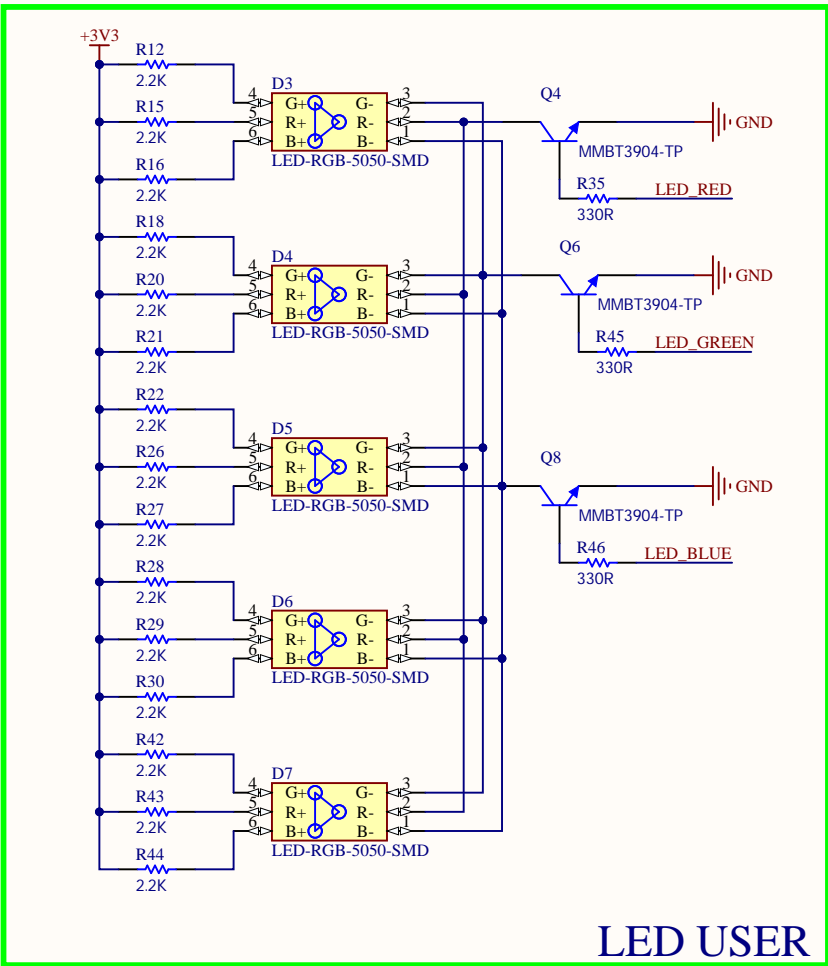 +3V3
R12
2.2K
R15
2.2K
R16
2.2K
D3
4 G+ G- 3
5 R+ R- 2
6 B+ B- 1
LED-RGB-5050-SMD
Q4
GND
MMBT3904-TP
R35
LED_RED
330R
R18
2.2K
R20
2.2K
R21
2.2K
D4
4 G+ G- 3
5 R+ R- 2
6 B+ B- 1
LED-RGB-5050-SMD
Q6
GND
MMBT3904-TP
R45
LED_GREEN
330R
R22
2.2K
R26
2.2K
R27
2.2K
D5
4 G+ G- 3
5 R+ R- 2
6 B+ B- 1
LED-RGB-5050-SMD
Q8
GND
MMBT3904-TP
R46
LED_BLUE
330R
R28
2.2K
R29
2.2K
R30
2.2K
D6
4 G+ G- 3
5 R+ R- 2
6 B+ B- 1
LED-RGB-5050-SMD
R42
2.2K
R43
2.2K
R44
2.2K
D7
4 G+ G- 3
5 R+ R- 2
6 B+ B- 1
LED-RGB-5050-SMD
LED USER